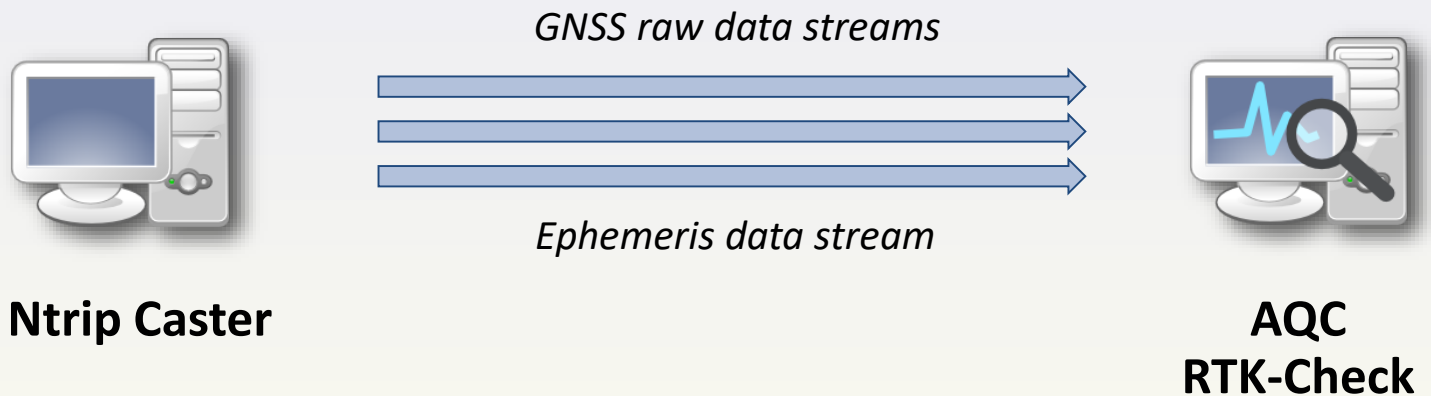 GNSS raw data streams
Ephemeris data stream
Ntrip Caster
AQC
RTK-Check